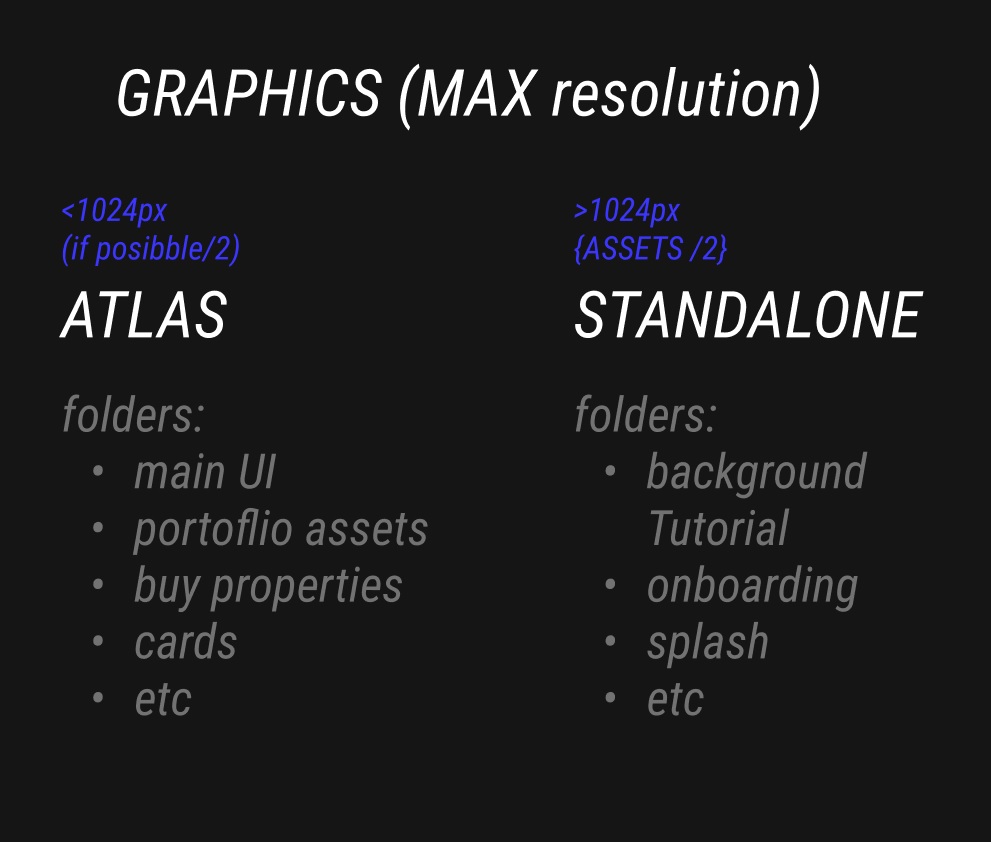 GRAPHICS (MAX resolution)
<1024px
(if posibble/2)
ATLAS
folders:
• main UI
• portoflio assets
• buy properties
• cards
• etc
>1024px
{ASSETS /2}
STANDALONE
folders:
• background
Tutorial
• onboarding
• splash
• etc